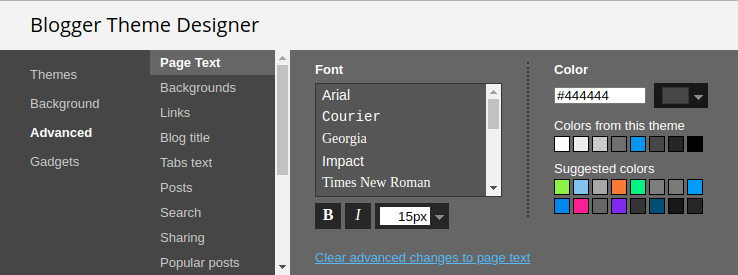 Blogger Theme Designer
Themes
Background
Advanced
Gadgets
Page Text
Backgrounds
Links
Blog title
Tabs text
Posts
Search
Sharing
Popular posts
Font
Arial
Courier
Georgia
Impact
Times New Roman
B I 15px
Clear advanced changes to page text
Color
#444444
Colors from this theme
Suggested colors